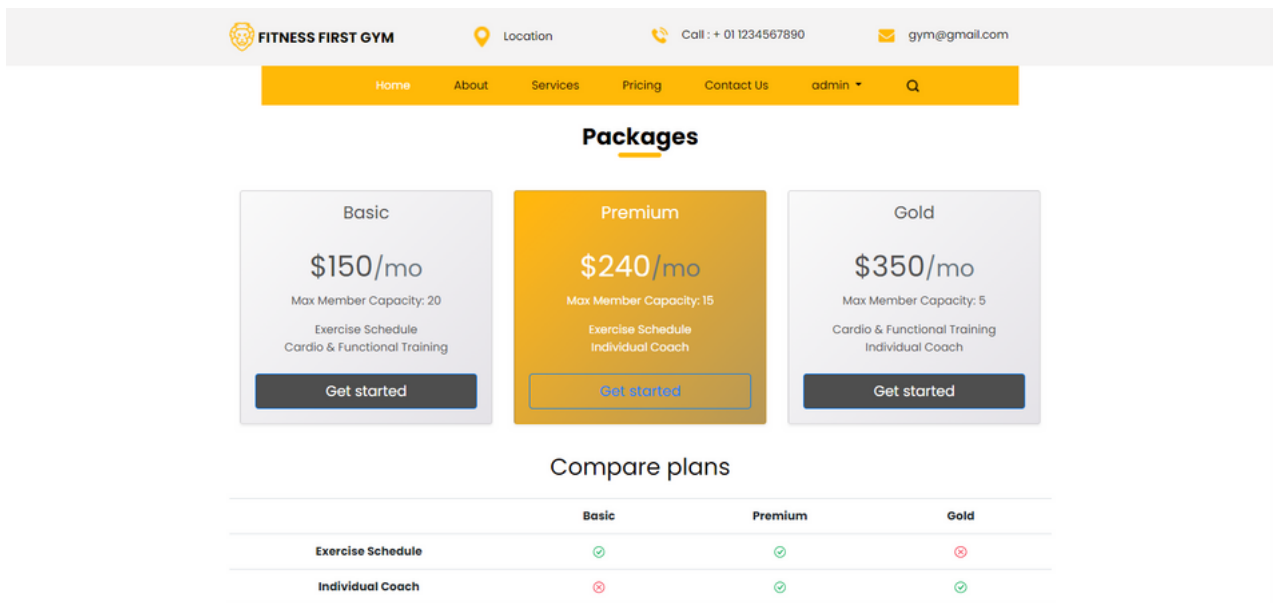 FITNESS FIRST GYM Location Call : + 01 1234567890 gym@gmail.com
Home About Services Pricing Contact Us admin
Packages
Basic
$150/mo
Max Member Capacity: 20
Exercise Schedule
Cardio & Functional Training
Get started
Premium
$240/mo
Max Member Capacity: 15
Exercise Schedule
Individual Coach
Get started
Gold
$350/mo
Max Member Capacity: 5
Cardio & Functional Training
Individual Coach
Get started
Compare plans
Basic Premium Gold
Exercise Schedule
Individual Coach